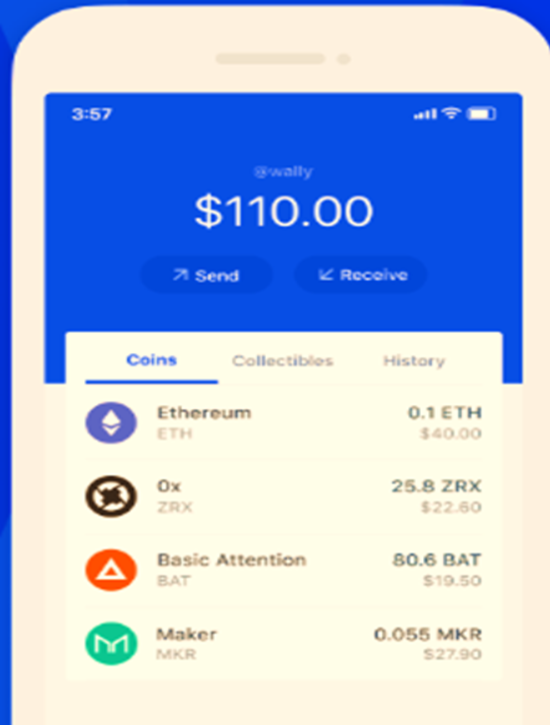 3:57
@wally
$110.00
Send Receive
Coins Collectibles History
Ethereum 0.1 ETH
ETH $40.00
0x 25.8 ZRX
ZRX $22.60
Basic Attention 80.6 BAT
BAT $19.50
Maker 0.055 MKR
MKR $27.90